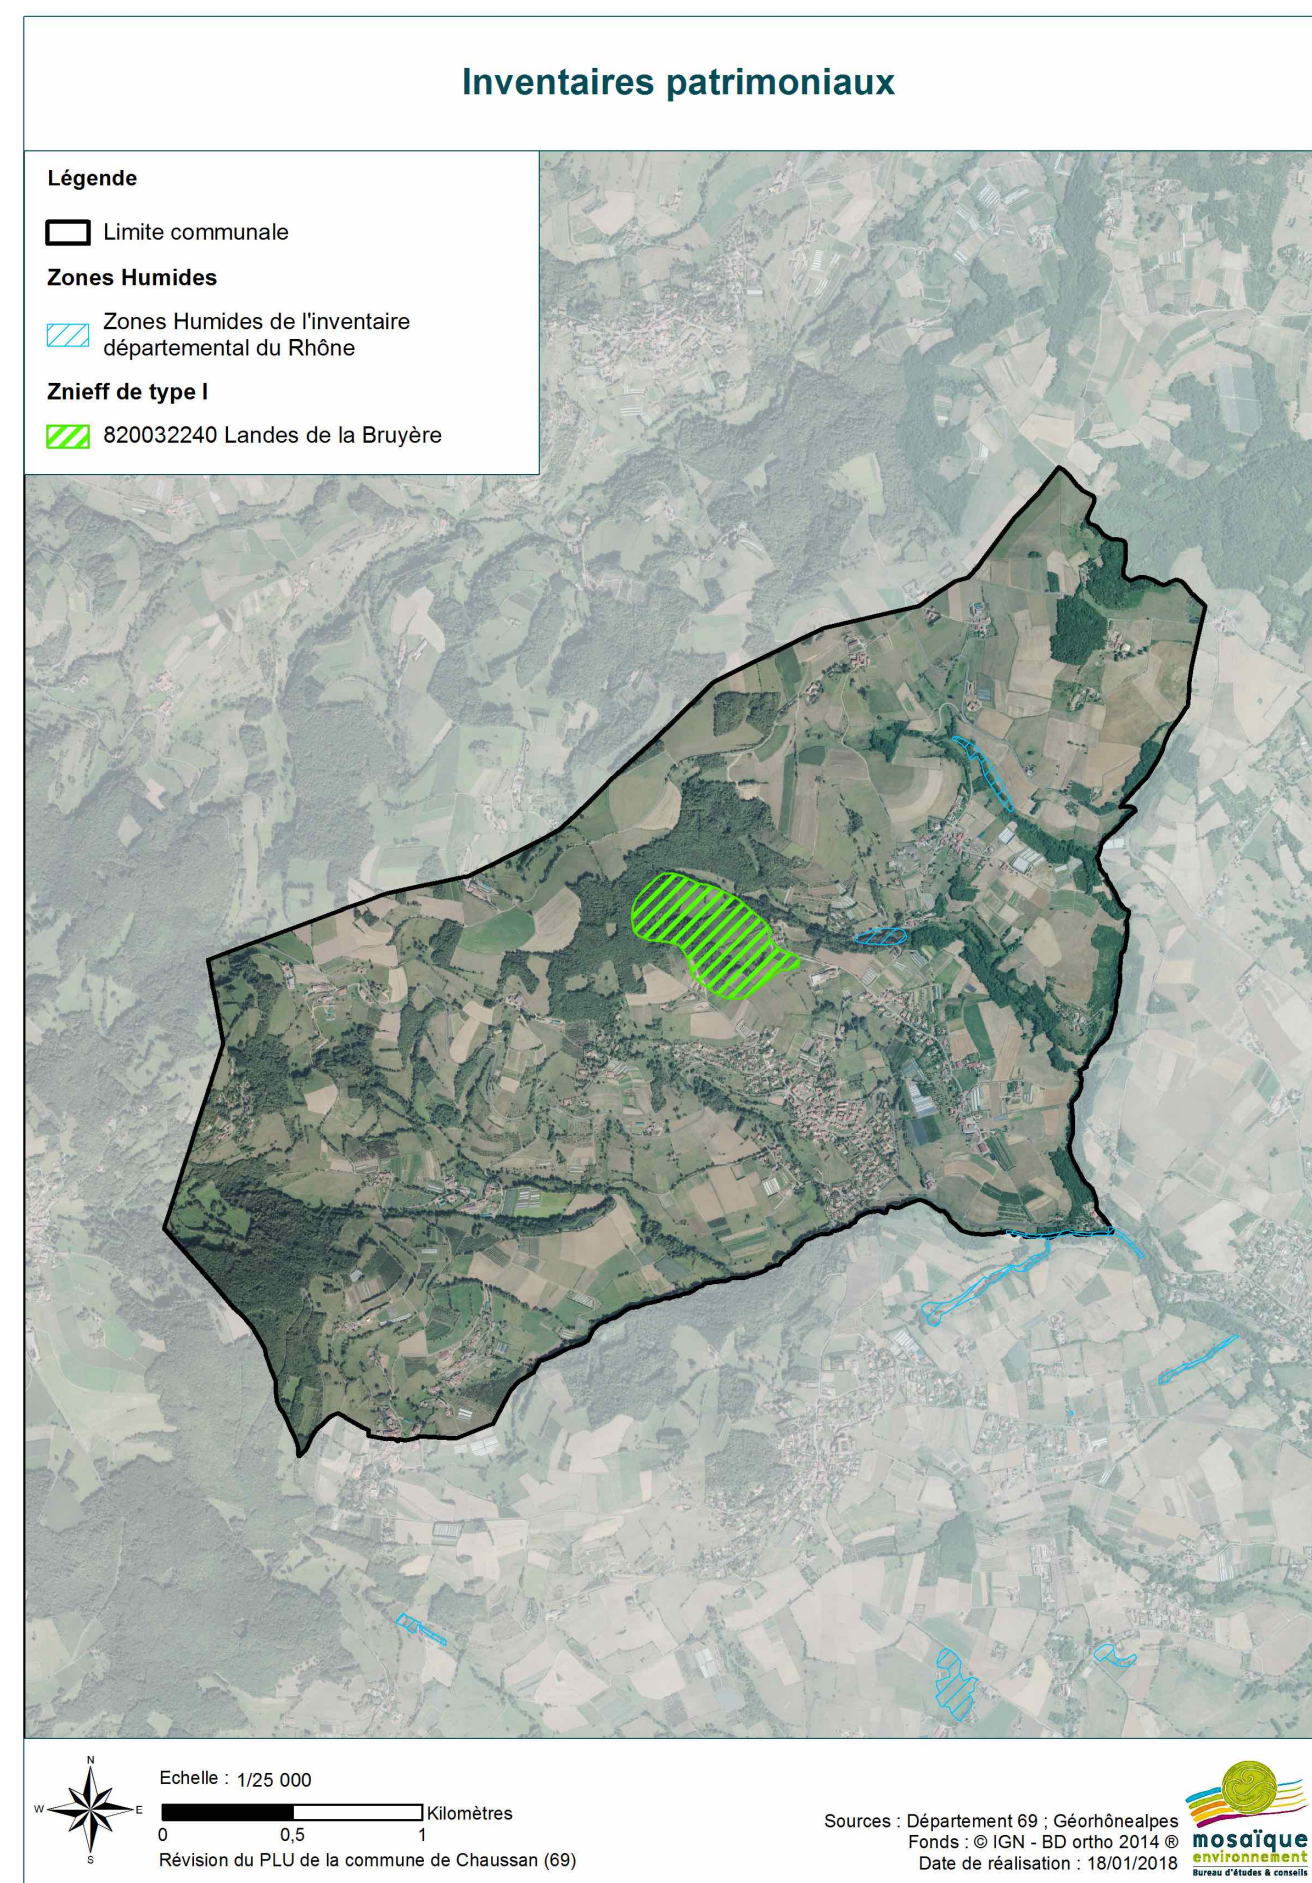 Inventaires patrimoniaux
Légende
Limite communale
Zones Humides
Zones Humides de l'inventaire
départemental du Rhône
Znieff de type I
820032240 Landes de la Bruyère
N
W
E
S
Echelle : 1/25 000
Kilomètres
0 0,5 1
Révision du PLU de la commune de Chaussan (69)
Sources : Département 69 ; Géorhônealpes
Fonds : © IGN - BD ortho 2014 ®
Date de réalisation : 18/01/2018
mosaïque
environnement
Bureau d'études & conseils